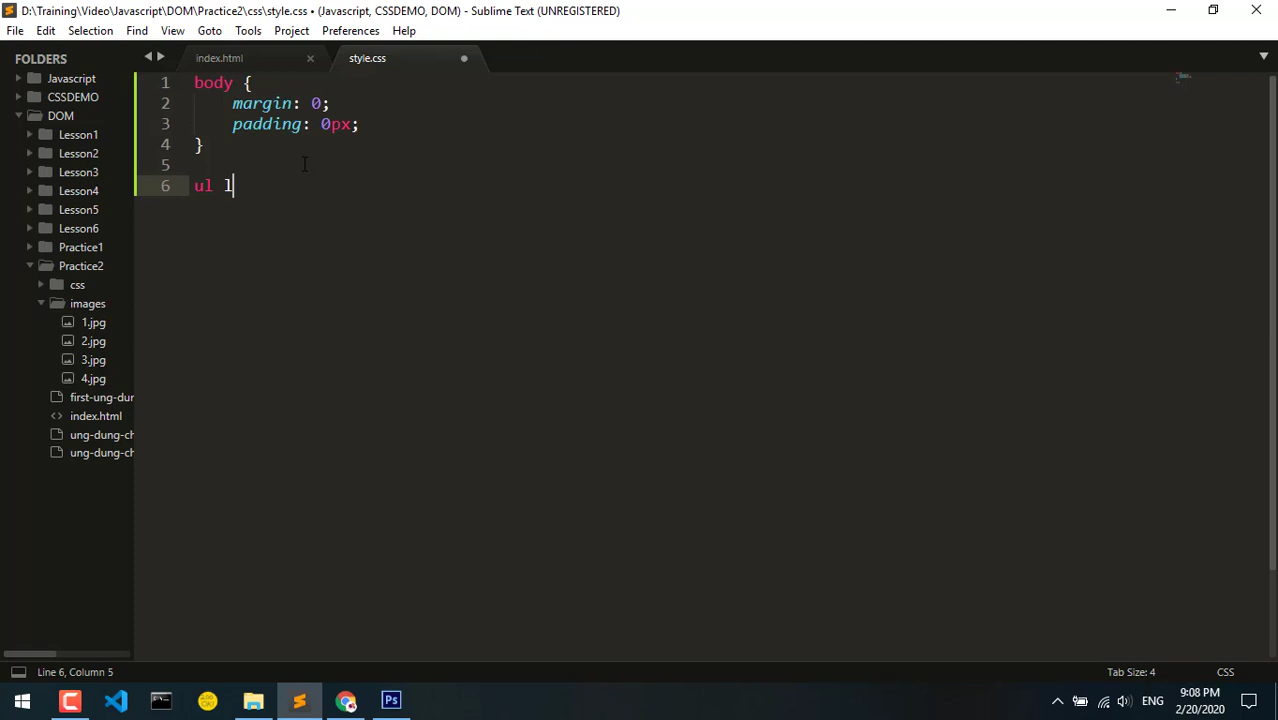 D:\Training\Video\Javascript\DOM\Practice2\css\style.css • (Javascript, CSSDEMO, DOM) - Sublime Text (UNREGISTERED)
File Edit Selection Find View Goto Tools Project Preferences Help
FOLDERS
Javascript
CSSDEMO
DOM
Lesson1
Lesson2
Lesson3
Lesson4
Lesson5
Lesson6
Practice1
Practice2
css
images
1.jpg
2.jpg
3.jpg
4.jpg
first-ung-dun
index.html
ung-dung-ch
ung-dung-ch
index.html style.css
1 body {
2 margin: 0;
3 padding: 0px;
4 }
5
6 ul l
Line 6, Column 5 Tab Size: 4 CSS
ENG 9:08 PM
2/20/2020